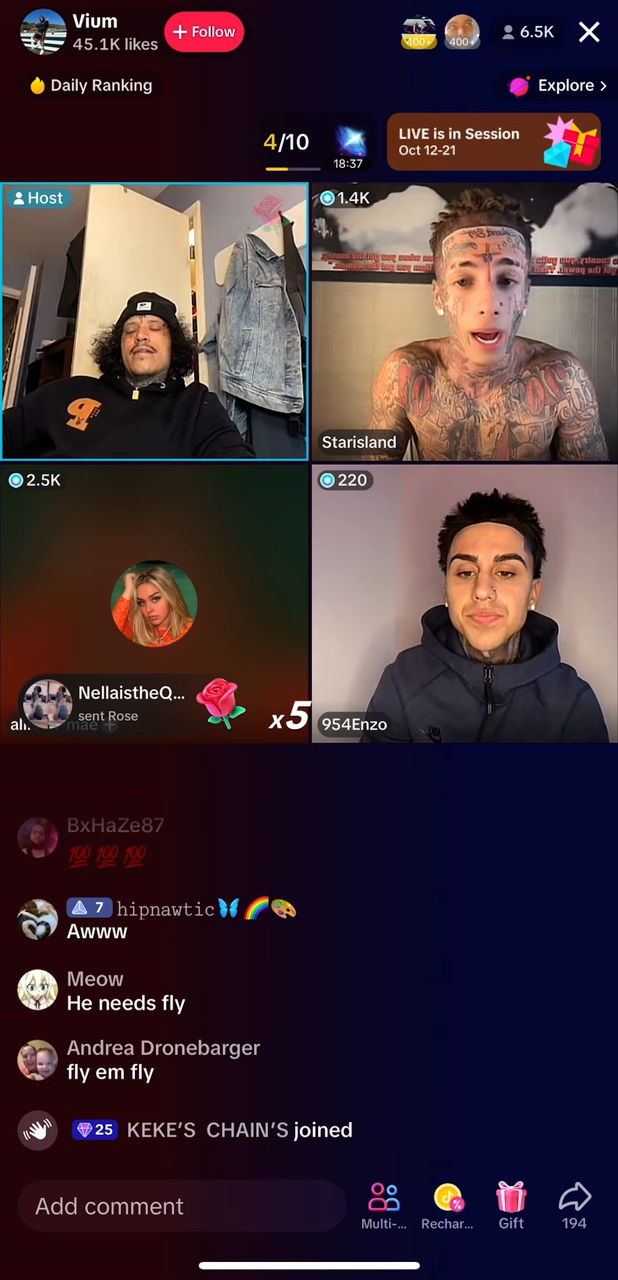 Vium
45.1K likes
+ Follow
400+
400+
6.5K
Daily Ranking
Explore >
4/10
18:37
LIVE is in Session
Oct 12-21
Host
1.4K
Starisland
2.5K
220
NellaistheQ...
sent Rose
x5
mae
954Enzo
BxHaZe87
💯💯💯
7 hipnawtic🦋🌈🎨
Awww
Meow
He needs fly
Andrea Dronebarger
fly em fly
25 KEKE'S CHAIN'S joined
Add comment
Multi-...
Rechar...
Gift
194